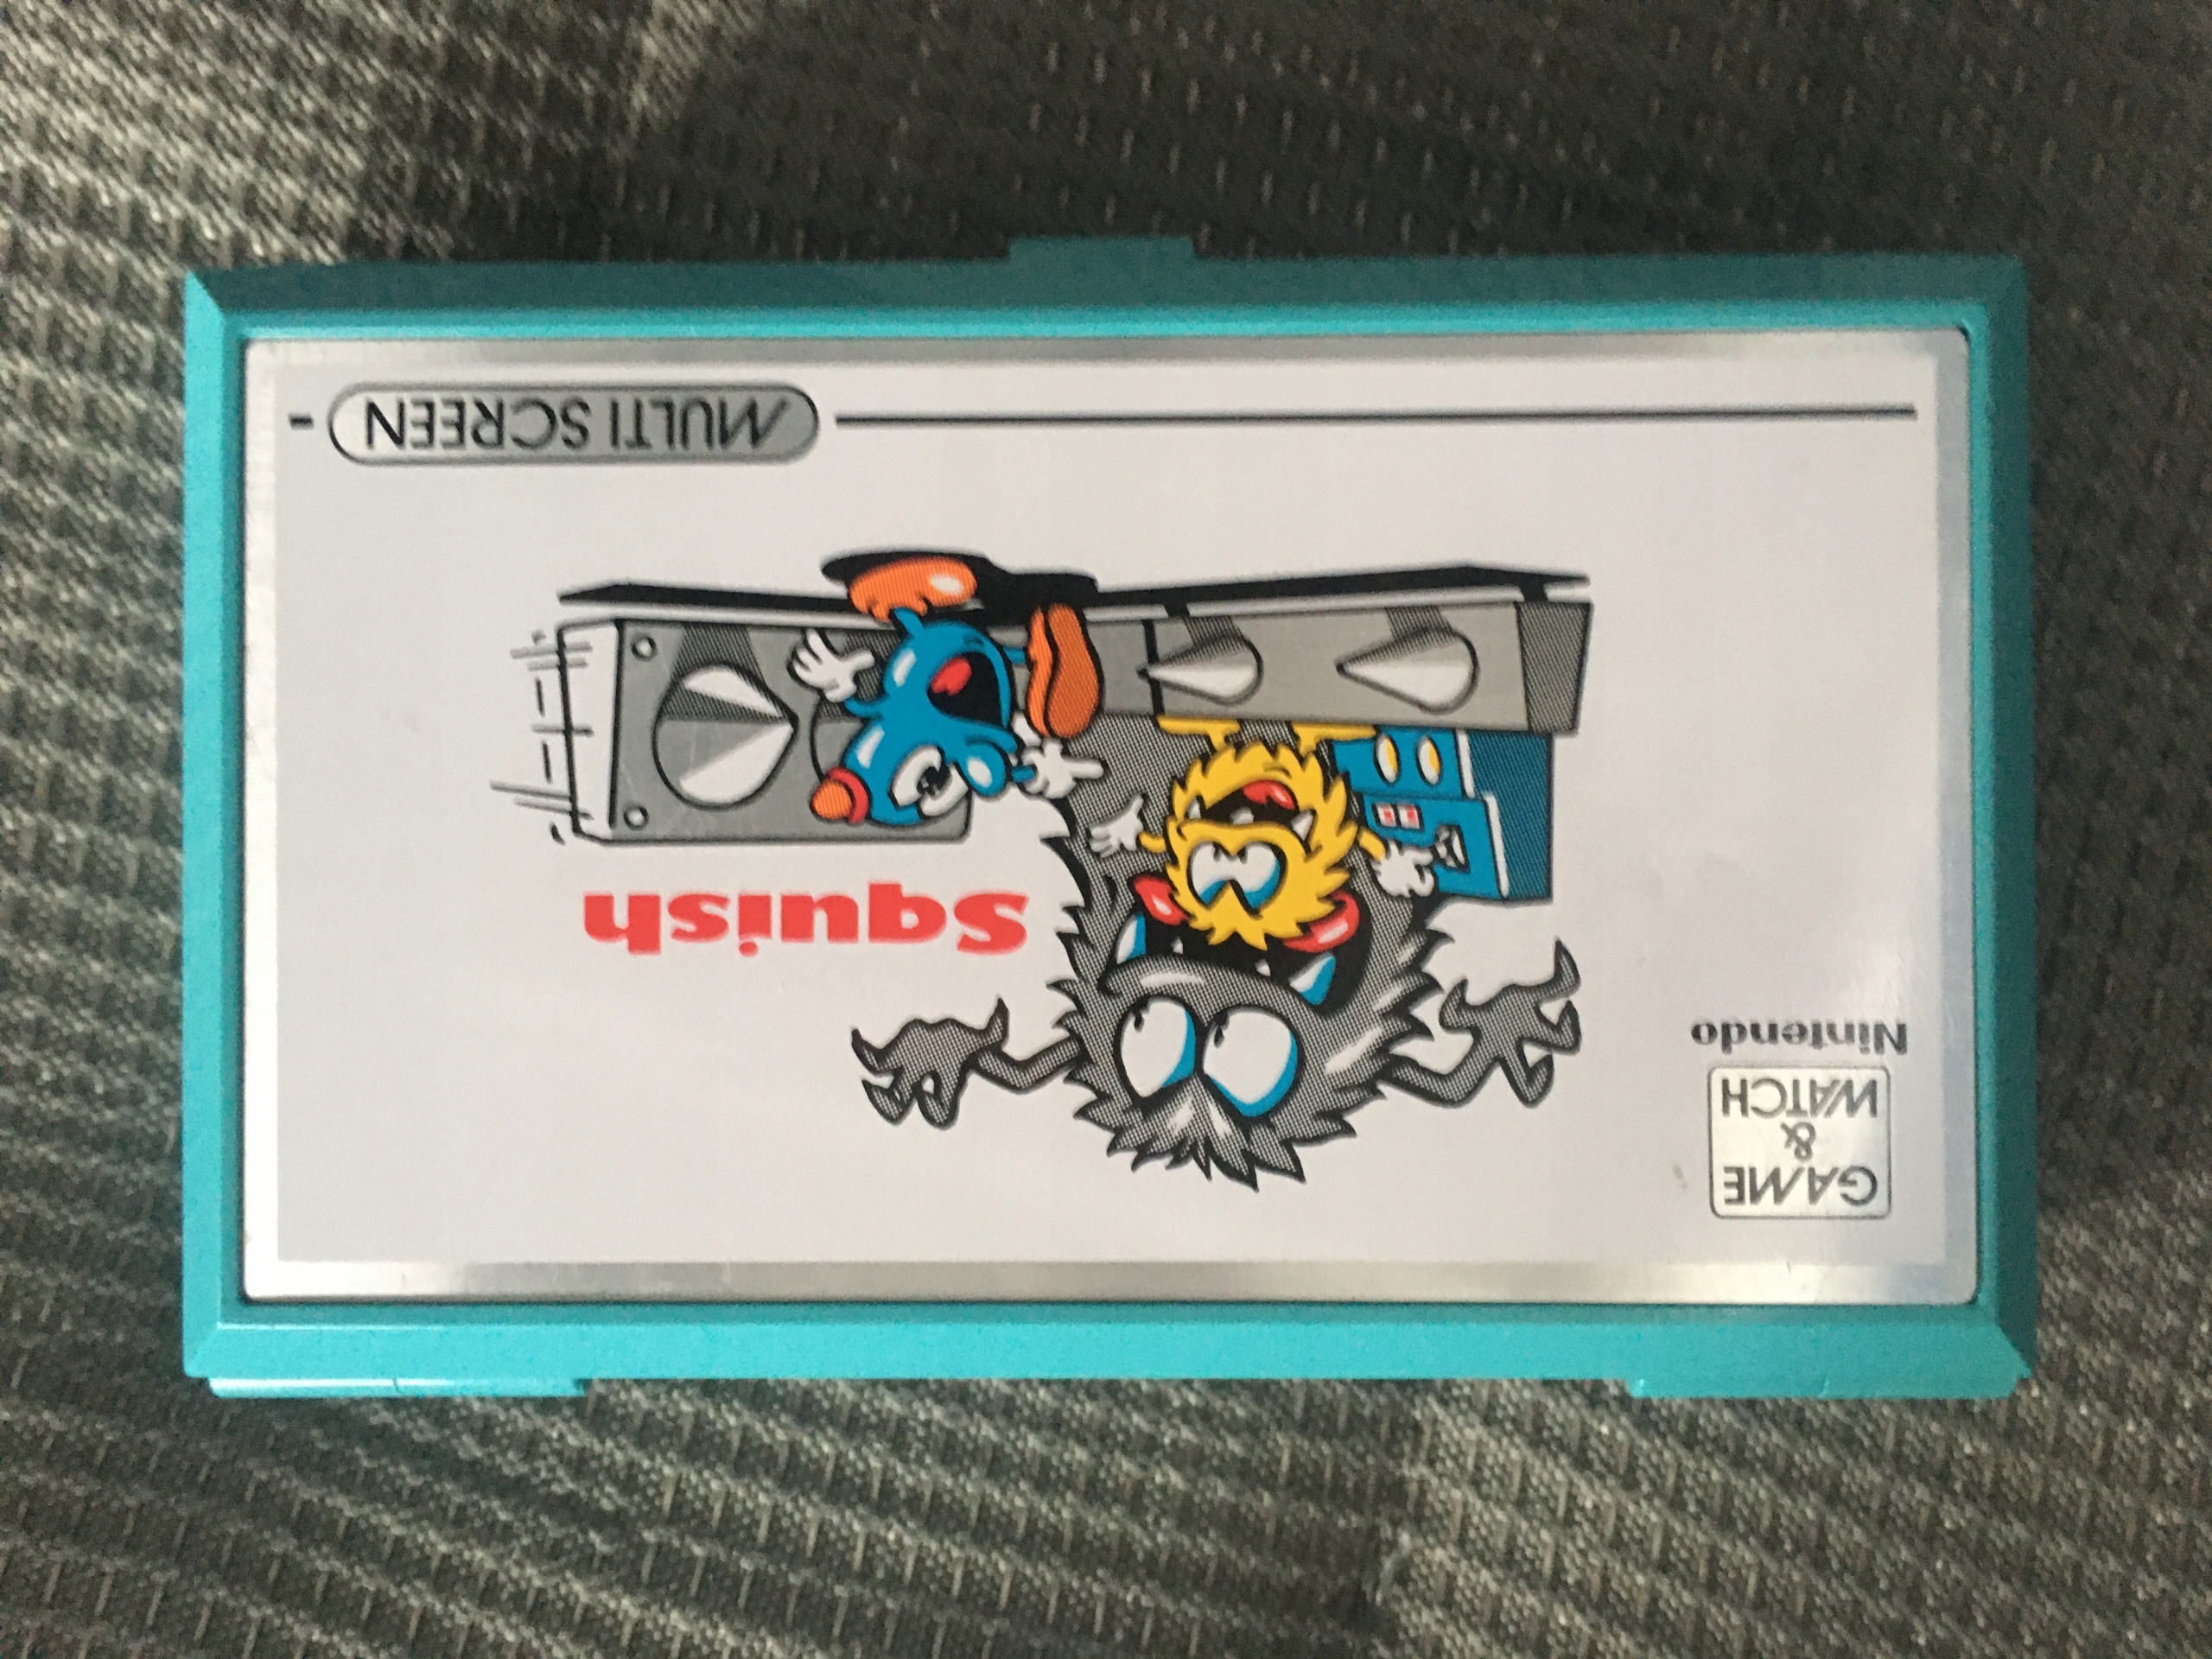 GAME
&
WATCH
Nintendo
Squish
MULTI SCREEN